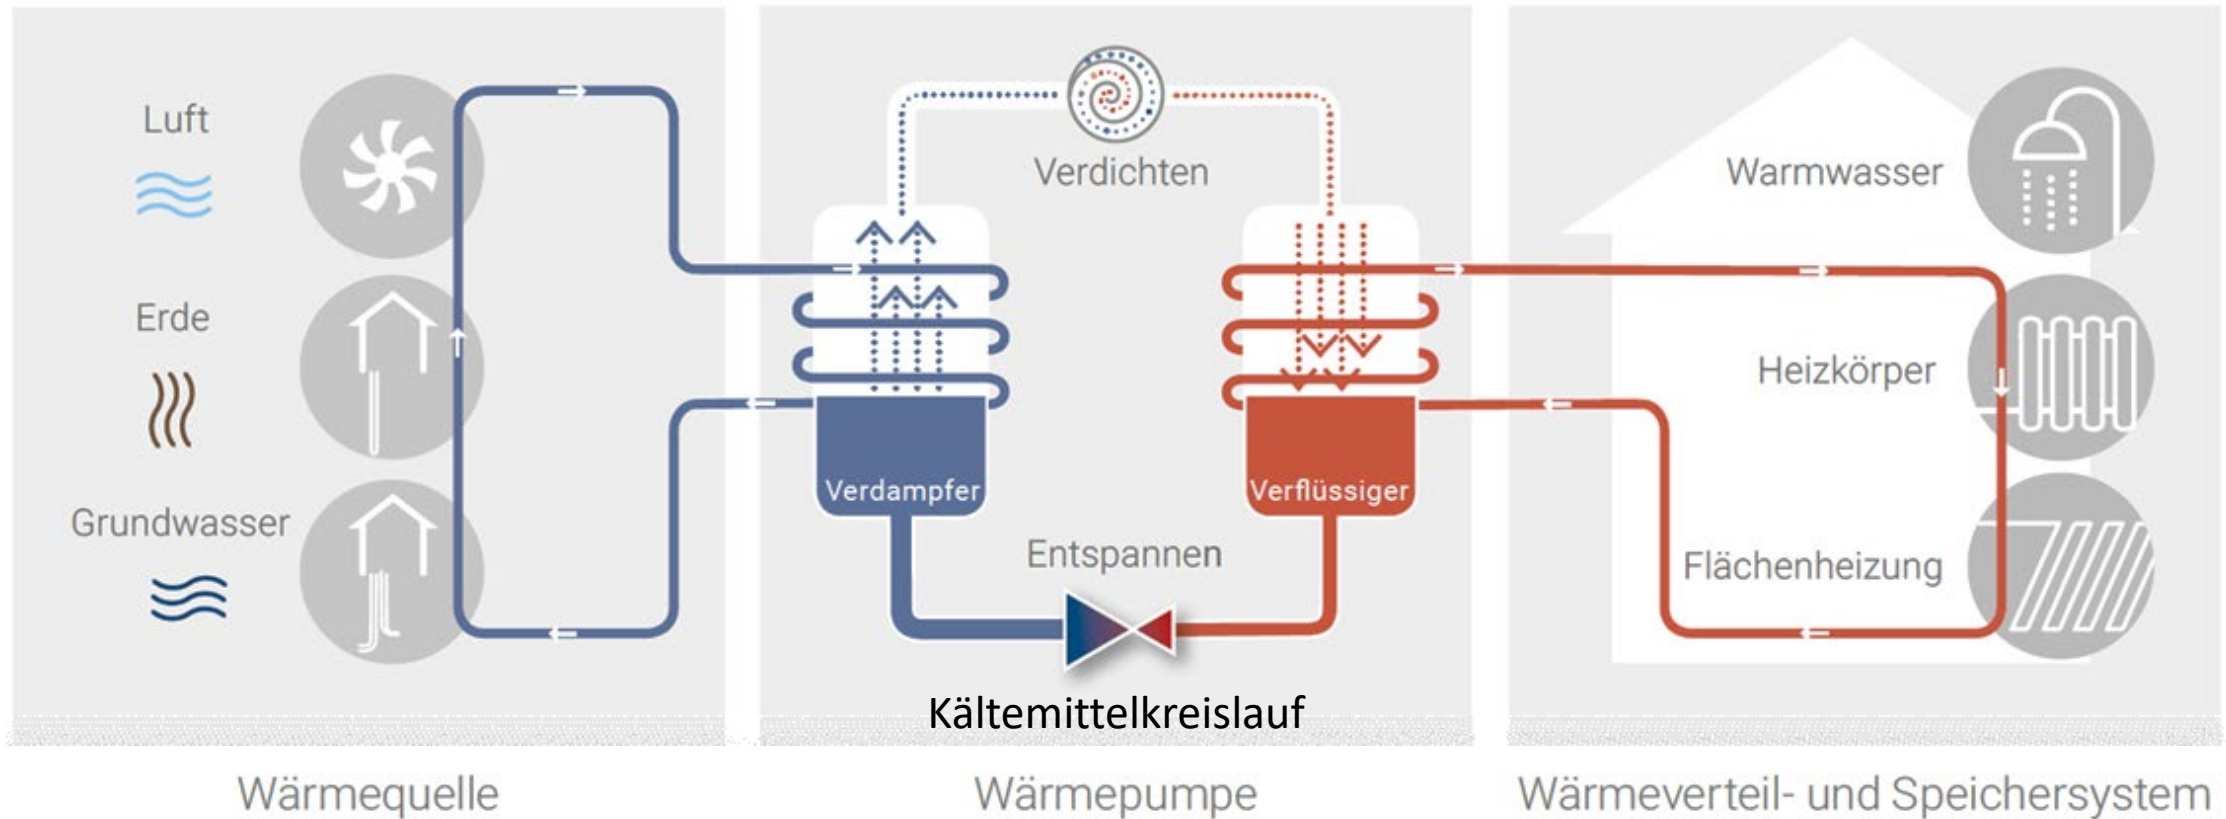 Luft
Erde
Grundwasser
Wärmequelle
Verdichten
Verdampfer
Verflüssiger
Entspannen
Kältemittelkreislauf
Wärmepumpe
Warmwasser
Heizkörper
Flächenheizung
Wärmeverteil- und Speichersystem